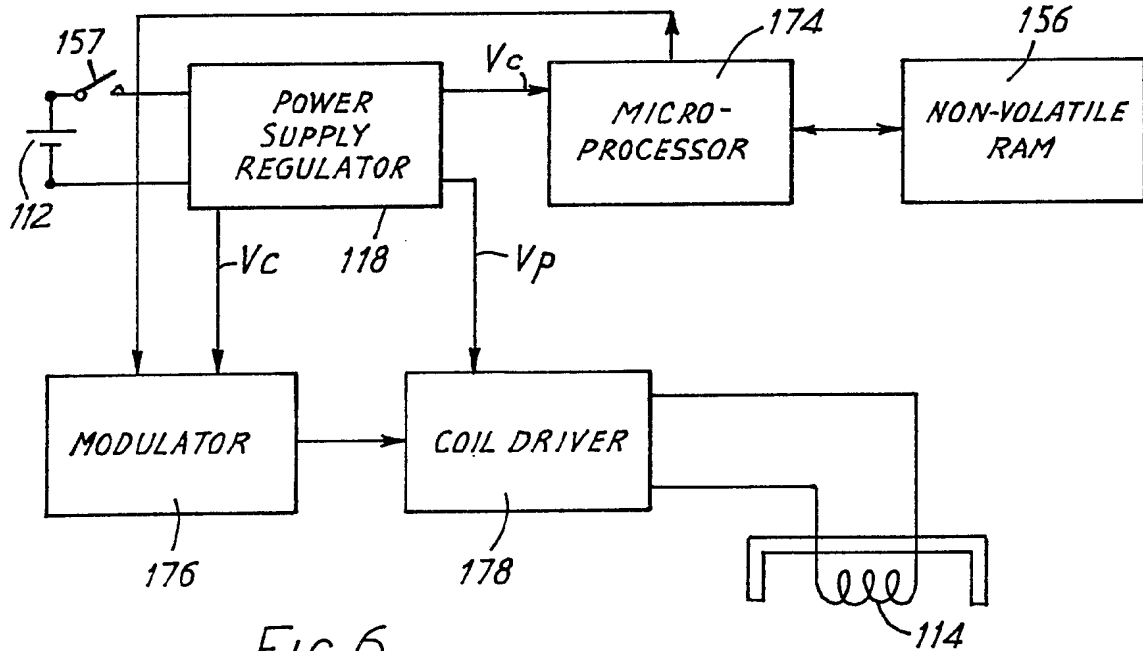 157
174
156
Vc
POWER
SUPPLY
REGULATOR
MICRO-
PROCESSOR
NON-VOLATILE
RAM
112
Vc
118
Vp
MODULATOR
COIL DRIVER
176
178
114
FIG. 6